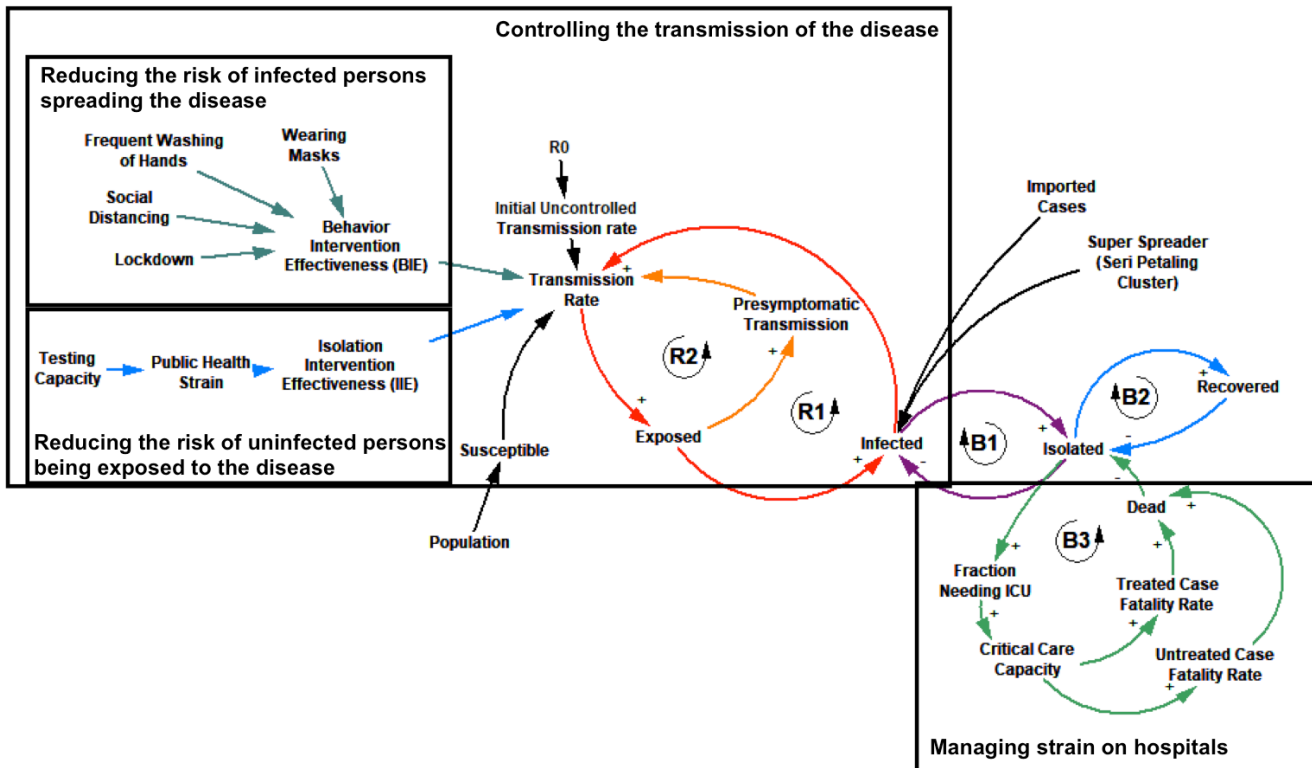 Controlling the transmission of the disease
Reducing the risk of infected persons
spreading the disease
Frequent Washing
of Hands
Wearing
Masks
Social
Distancing
Lockdown
Behavior
Intervention
Effectiveness (BIE)
R0
Initial Uncontrolled
Transmission rate
+
Transmission
Rate
Presymptomatic
Transmission
+
R2
R1
+
Exposed
+
Infected
-
Imported
Cases
Super Spreader
(Seri Petaling
Cluster)
Testing
Capacity
Public Health
Strain
Isolation
Intervention
Effectiveness (IIE)
Reducing the risk of uninfected persons
being exposed to the disease
Susceptible
Population
B1
+
Isolated
-
B2
+
Recovered
-
Dead
+
B3
+
+
Fraction
Needing ICU
+
Treated Case
Fatality Rate
+
Critical Care
Capacity
Untreated Case
Fatality Rate
+
Managing strain on hospitals